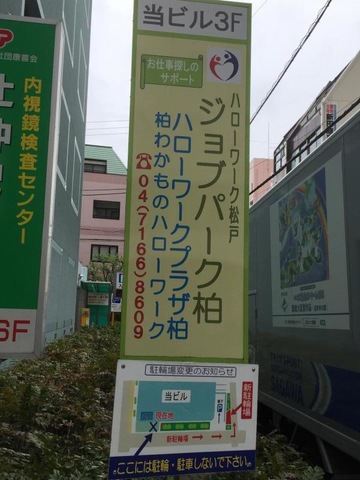 当ビル3F
お仕事探しの
サポート
ハローワーク松戸
ジョブパーク柏
ハローワークプラザ柏
柏わかものハローワーク
☎04(7166)8609
駐輪場変更のお知らせ
当ビル
現在地
新駐輪場
新駐輪場
ここには駐輪・駐車しないで下さい。
内視鏡検査センター
SAGAWA